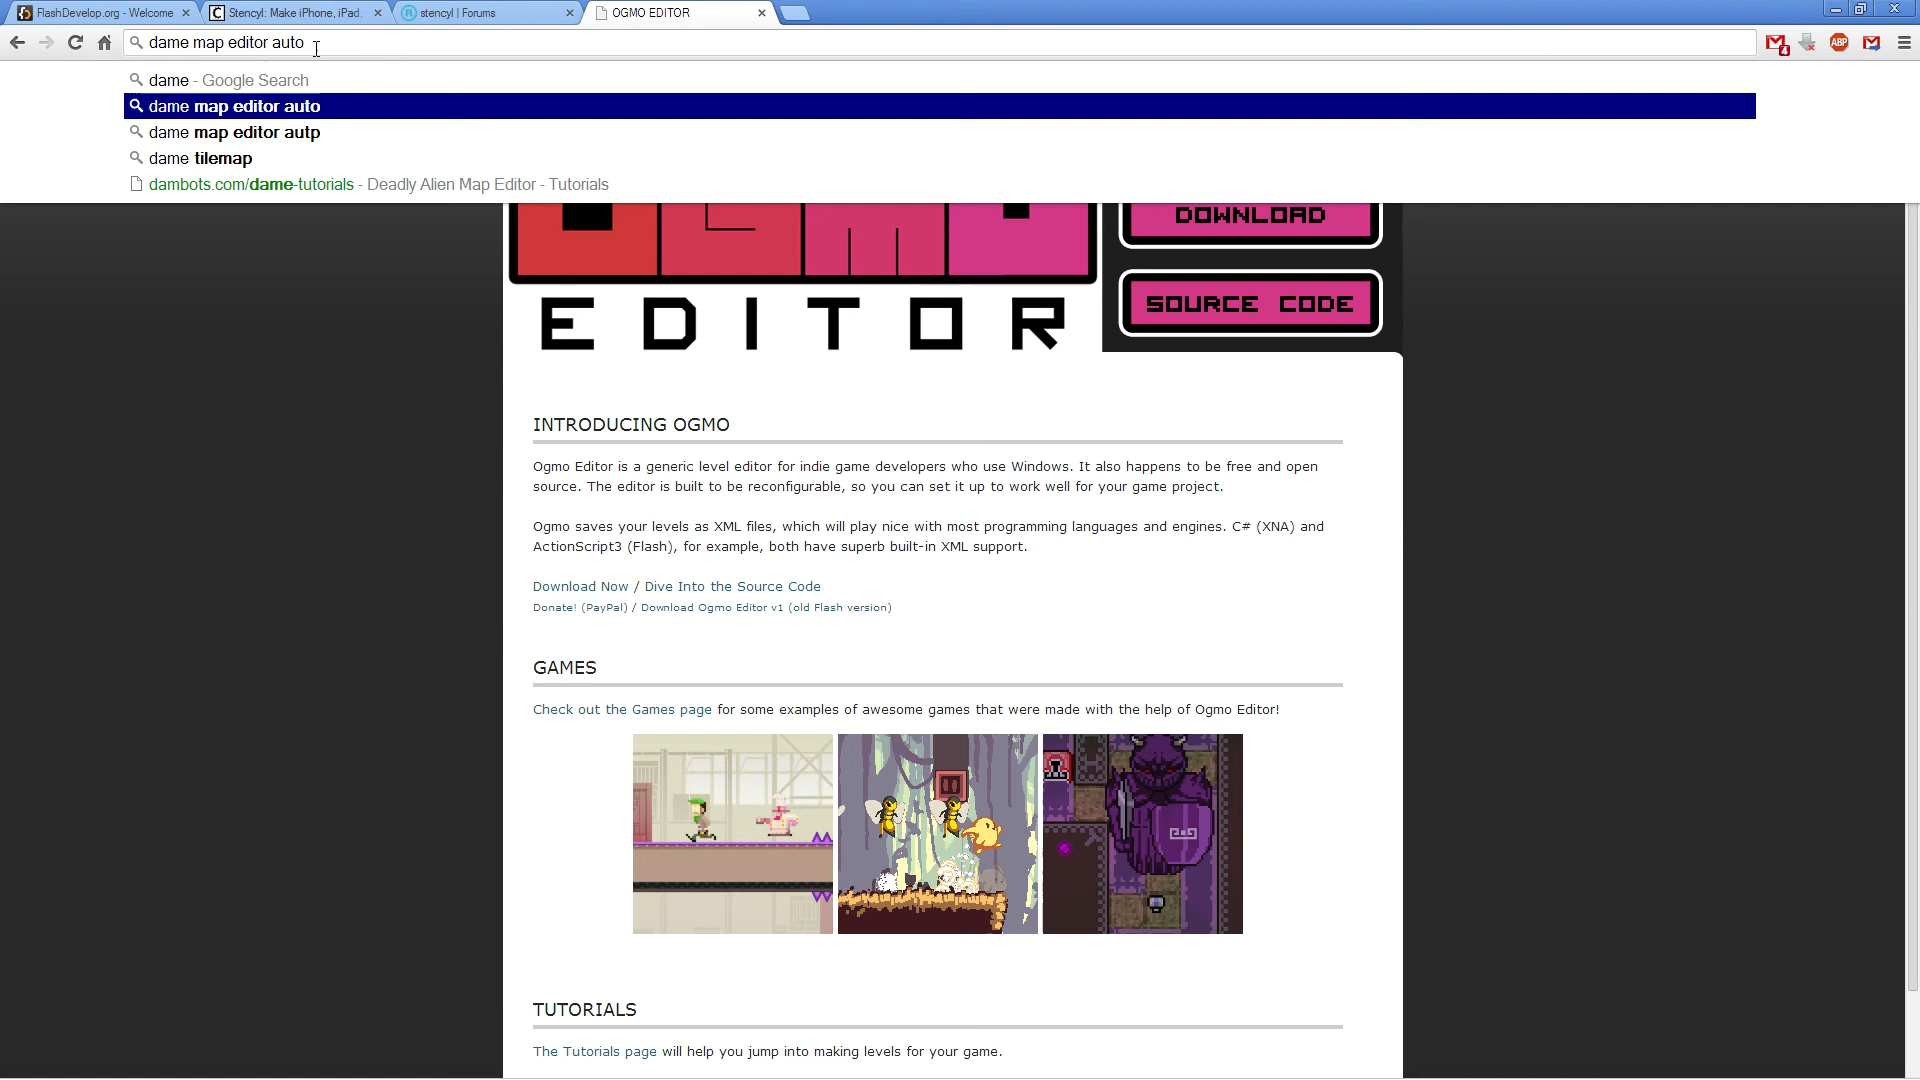 FlashDevelop.org - Welcome
Stencyl: Make iPhone, iPad,
stencyl | Forums
OGMO EDITOR
dame map editor auto
4
ABP
dame - Google Search
dame map editor auto
dame map editor autp
dame tilemap
dambots.com/dame-tutorials - Deadly Alien Map Editor - Tutorials
DOWNLOAD
SOURCE CODE
EDITOR
INTRODUCING OGMO
Ogmo Editor is a generic level editor for indie game developers who use Windows. It also happens to be free and open
source. The editor is built to be reconfigurable, so you can set it up to work well for your game project.
Ogmo saves your levels as XML files, which will play nice with most programming languages and engines. C# (XNA) and
ActionScript3 (Flash), for example, both have superb built-in XML support.
Download Now / Dive Into the Source Code
Donate! (PayPal) / Download Ogmo Editor v1 (old Flash version)
GAMES
Check out the Games page for some examples of awesome games that were made with the help of Ogmo Editor!
TUTORIALS
The Tutorials page will help you jump into making levels for your game.